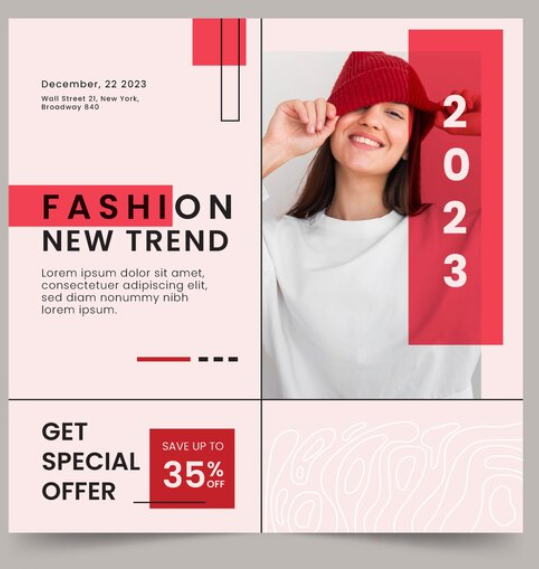 December, 22 2023
Wall Street 21, New York,
Broadway 840
FASHION
NEW TREND
Lorem ipsum dolor sit amet,
consectetuer adipiscing elit,
sed diam nonummy nibh
lorem ipsum.
2
0
2
3
GET
SPECIAL
OFFER
SAVE UP TO
35%
OFF